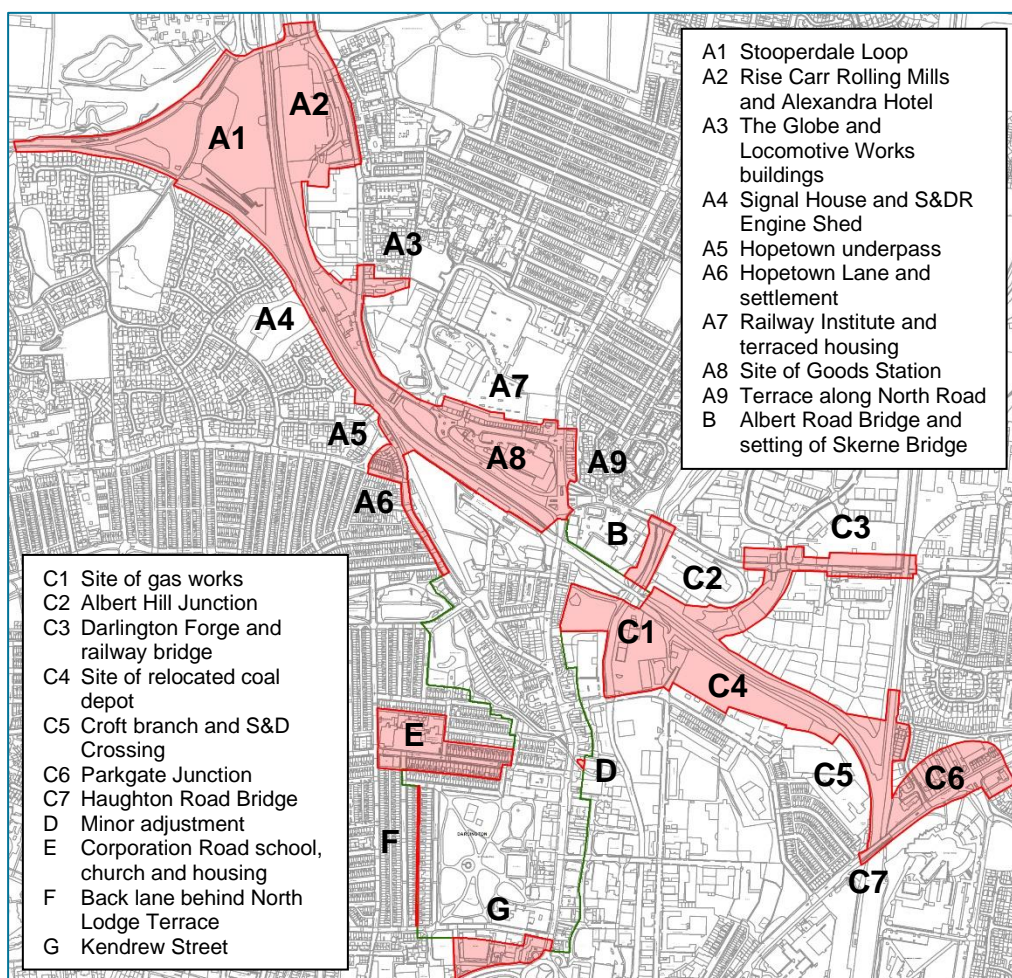 A1 Stooperdale Loop
A2 Rise Carr Rolling Mills
and Alexandra Hotel
A3 The Globe and
Locomotive Works
buildings
A4 Signal House and S&DR
Engine Shed
A5 Hopetown underpass
A6 Hopetown Lane and
settlement
A7 Railway Institute and
terraced housing
A8 Site of Goods Station
A9 Terrace along North Road
B Albert Road Bridge and
setting of Skerne Bridge
A2
A1
A3
A4
A7
A5
A8
A9
A6
B
C3
C2
C1
C4
E
D
C5
C6
F
DARLINGTON
C7
G
C1 Site of gas works
C2 Albert Hill Junction
C3 Darlington Forge and
railway bridge
C4 Site of relocated coal
depot
C5 Croft branch and S&D
Crossing
C6 Parkgate Junction
C7 Haughton Road Bridge
D Minor adjustment
E Corporation Road school,
church and housing
F Back lane behind North
Lodge Terrace
G Kendrew Street